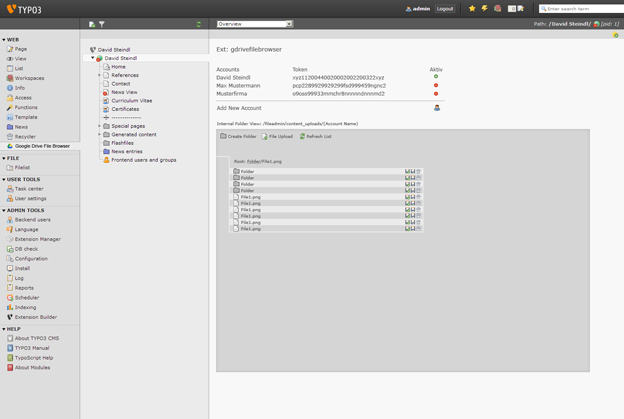 TYPO3
admin
Logout
Enter search term
Overview
Path: /David Steindl/ [pid: 1]
WEB
Page
View
List
Workspaces
Info
Access
Functions
Template
News
Recycler
Google Drive File Browser
FILE
Filelist
USER TOOLS
Task center
User settings
ADMIN TOOLS
Backend users
Language
Extension Manager
DB check
Configuration
Install
Log
Reports
Scheduler
Indexing
Extension Builder
HELP
About TYPO3 CMS
TYPO3 Manual
TypoScript Help
About Modules
David Steindl
David Steindl
Home
References
Contact
News View
Curriculum Vitae
Certificates
---------------
Special pages
Generated content
Flashfiles
News entries
Frontend users and groups
Ext: gdrivefilebrowser
Accounts Token Aktiv
David Steindl
Max Mustermann
Musterfirma
Add New Account
Internal Folder View: /fileadmin/content_uploads/(Account Name)
Create Folder File Upload Refresh List
Root: Folder/File1.png
Folder
Folder
Folder
Folder
File1.png
File1.png
File1.png
File1.png
File1.png
File1.png